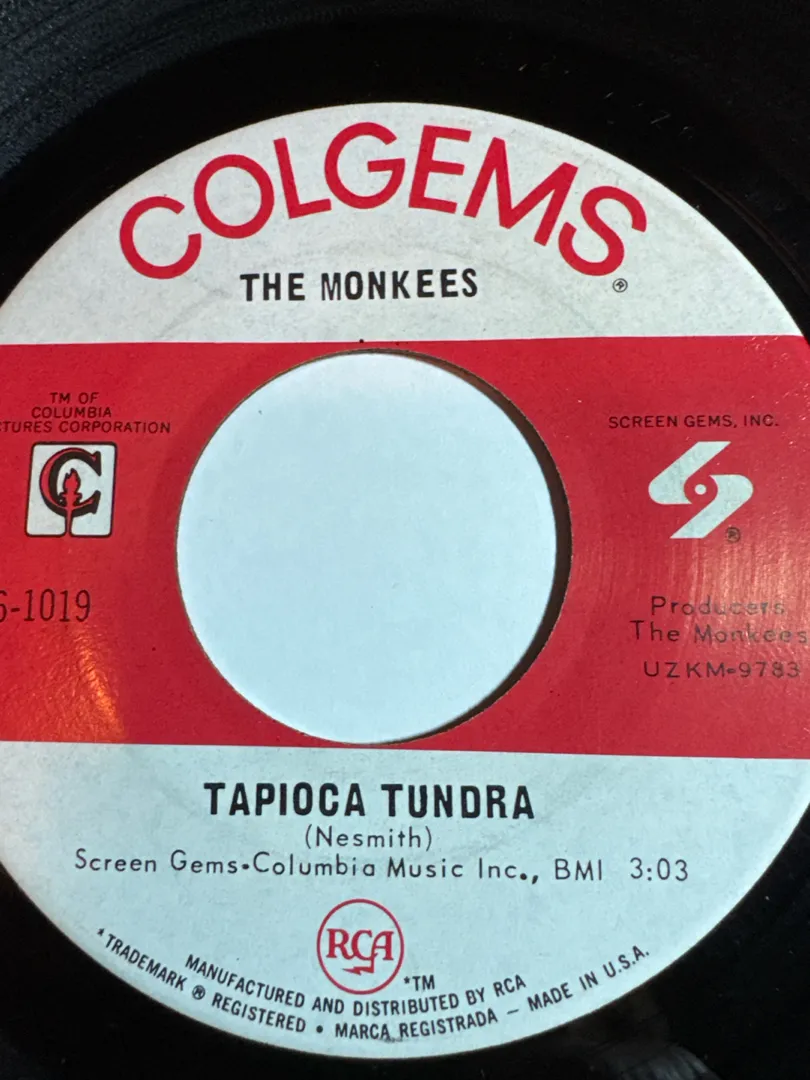 COLGEMS
®
THE MONKEES
TM OF
COLUMBIA
CTURES CORPORATION
C
SCREEN GEMS, INC.
S
®
6-1019
Producers
The Monkees
UZKM-9783
TAPIOCA TUNDRA
(Nesmith)
Screen Gems-Columbia Music Inc., BMI 3:03
RCA
*TM
MANUFACTURED AND DISTRIBUTED BY RCA
*TRADEMARK ® REGISTERED • MARCA REGISTRADA — MADE IN U.S.A.